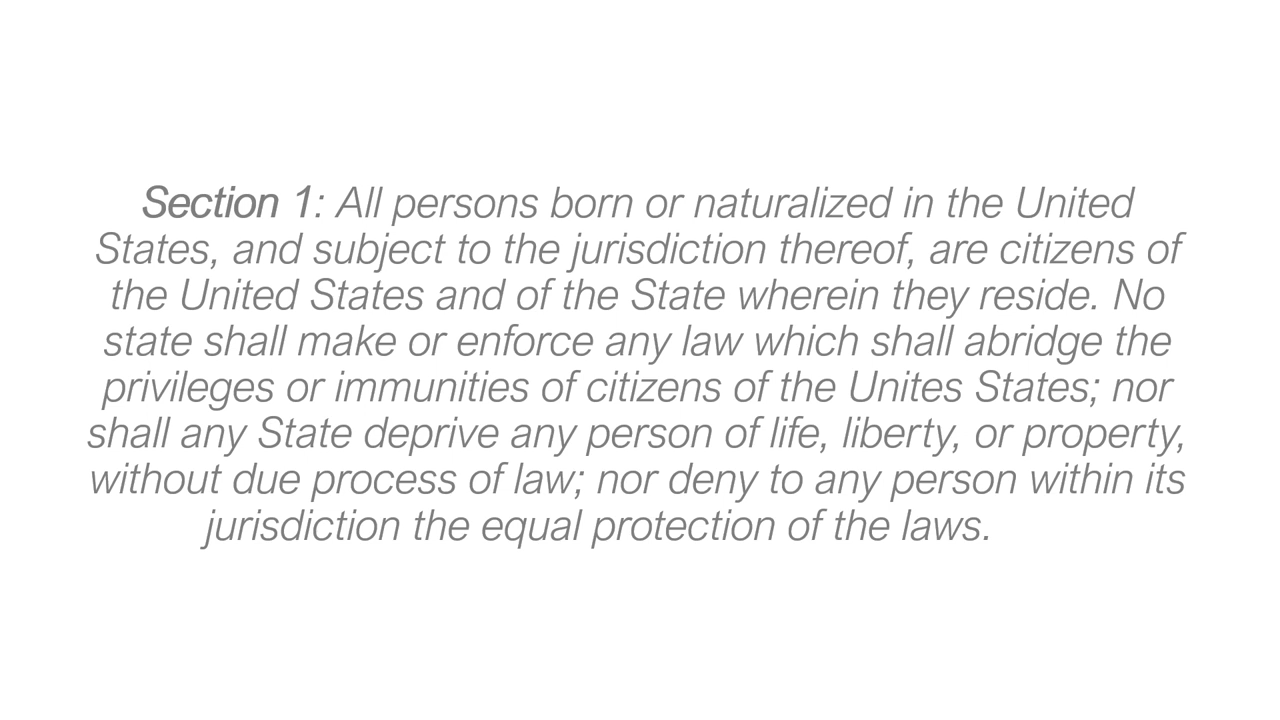 Section 1: All persons born or naturalized in the United
States, and subject to the jurisdiction thereof, are citizens of
the United States and of the State wherein they reside. No
state shall make or enforce any law which shall abridge the
privileges or immunities of citizens of the Unites States; nor
shall any State deprive any person of life, liberty, or property,
without due process of law; nor deny to any person within its
jurisdiction the equal protection of the laws.